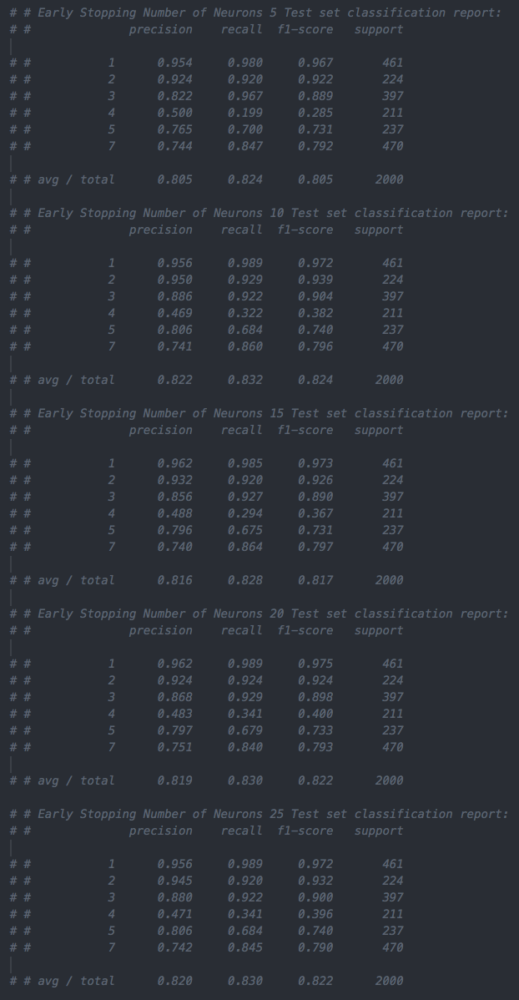 # # Early Stopping Number of Neurons 5 Test set classification report:
# #              precision    recall  f1-score   support
# #           1      0.954     0.980     0.967       461
# #           2      0.924     0.920     0.922       224
# #           3      0.822     0.967     0.889       397
# #           4      0.500     0.199     0.285       211
# #           5      0.765     0.700     0.731       237
# #           7      0.744     0.847     0.792       470
# # avg / total      0.805     0.824     0.805      2000
# # Early Stopping Number of Neurons 10 Test set classification report:
# #              precision    recall  f1-score   support
# #           1      0.956     0.989     0.972       461
# #           2      0.950     0.929     0.939       224
# #           3      0.886     0.922     0.904       397
# #           4      0.469     0.322     0.382       211
# #           5      0.806     0.684     0.740       237
# #           7      0.741     0.860     0.796       470
# # avg / total      0.822     0.832     0.824      2000
# # Early Stopping Number of Neurons 15 Test set classification report:
# #              precision    recall  f1-score   support
# #           1      0.962     0.985     0.973       461
# #           2      0.932     0.920     0.926       224
# #           3      0.856     0.927     0.890       397
# #           4      0.488     0.294     0.367       211
# #           5      0.796     0.675     0.731       237
# #           7      0.740     0.864     0.797       470
# # avg / total      0.816     0.828     0.817      2000
# # Early Stopping Number of Neurons 20 Test set classification report:
# #              precision    recall  f1-score   support
# #           1      0.962     0.989     0.975       461
# #           2      0.924     0.924     0.924       224
# #           3      0.868     0.929     0.898       397
# #           4      0.483     0.341     0.400       211
# #           5      0.797     0.679     0.733       237
# #           7      0.751     0.840     0.793       470
# # avg / total      0.819     0.830     0.822      2000
# # Early Stopping Number of Neurons 25 Test set classification report:
# #              precision    recall  f1-score   support
# #           1      0.956     0.989     0.972       461
# #           2      0.945     0.920     0.932       224
# #           3      0.880     0.922     0.900       397
# #           4      0.471     0.341     0.396       211
# #           5      0.806     0.684     0.740       237
# #           7      0.742     0.845     0.790       470
# # avg / total      0.820     0.830     0.822      2000